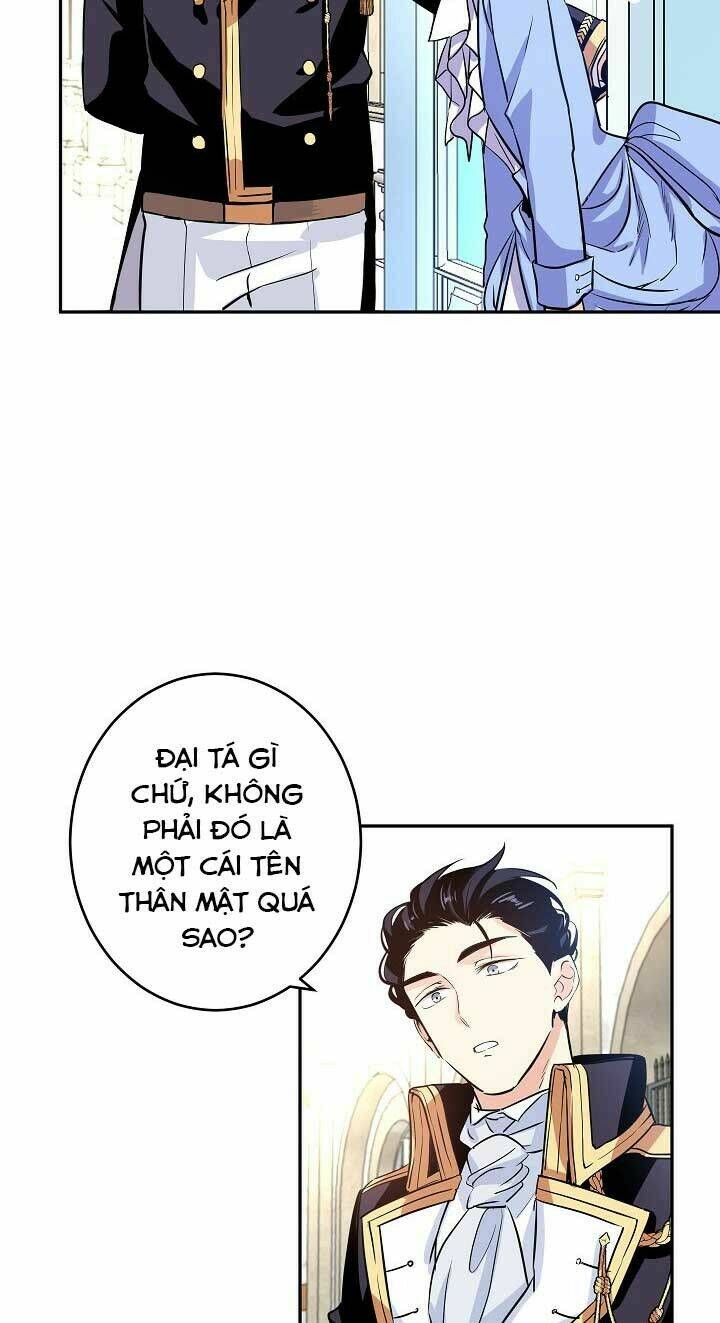 ĐẠI TÁ GÌ
CHỨ, KHÔNG
PHẢI ĐÓ LÀ
MỘT CÁI TÊN
THÂN MẬT QUÁ
SAO?